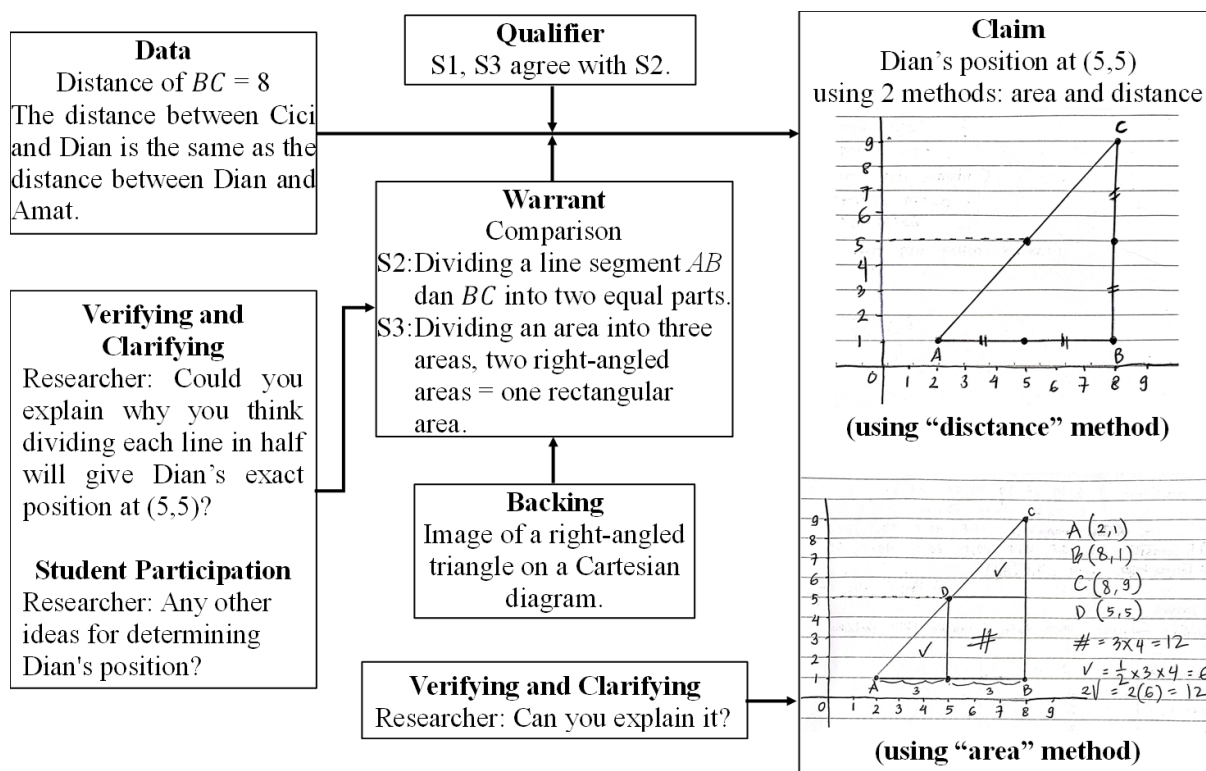 Data
Distance of BC = 8
The distance between Cici
and Dian is the same as the
distance between Dian and
Amat.
Qualifier
S1, S3 agree with S2.
Verifying and
Clarifying
Researcher: Could you
explain why you think
dividing each line in half
will give Dian’s exact
position at (5,5)?
Student Participation
Researcher: Any other
ideas for determining
Dian's position?
Warrant
Comparison
S2:Dividing a line segment AB
dan BC into two equal parts.
S3:Dividing an area into three
areas, two right-angled
areas = one rectangular
area.
Backing
Image of a right-angled
triangle on a Cartesian
diagram.
Verifying and Clarifying
Researcher: Can you explain it?
Claim
Dian’s position at (5,5)
using 2 methods: area and distance
C
9
8
7
6
5
4
3
2
1
A
B
0 1 2 3 4 5 6 7 8 9
(using “disctance” method)
C
9
8
7
6
5
4
3
2
1
D
✓
✓
#
A
3
3
B
0 1 2 3 4 5 6 7 8 9
A (2,1)
B (8,1)
C (8,9)
D (5,5)
# = 3x4 = 12
✓ = 1/2 x 3 x 4 = 6
2✓ = 2(6) = 12
(using “area” method)